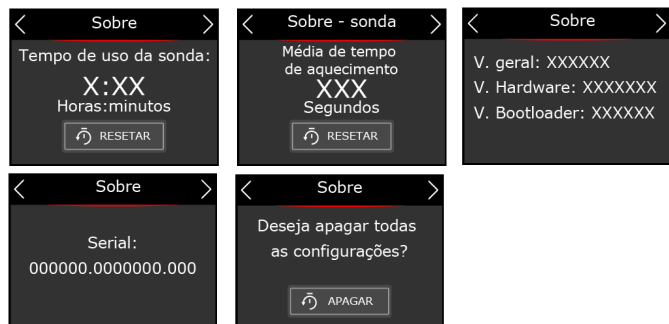 Sobre
Tempo de uso da sonda:
X:XX
Horas:minutos
RESETAR
Sobre - sonda
Média de tempo
de aquecimento
XXX
Segundos
RESETAR
Sobre
V. geral: XXXXXX
V. Hardware: XXXXXXX
V. Bootloader: XXXXXX
Sobre
Serial:
000000.0000000.000
Sobre
Deseja apagar todas
as configurações?
APAGAR